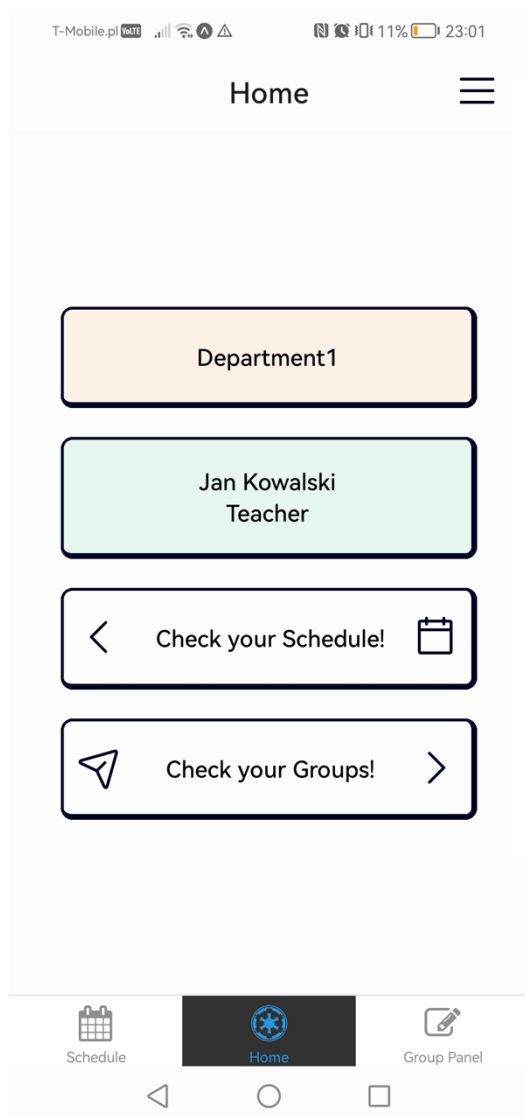 T-Mobile.pl VoLTE 11% 23:01
Home
Department1
Jan Kowalski
Teacher
Check your Schedule!
Check your Groups!
Schedule Home Group Panel